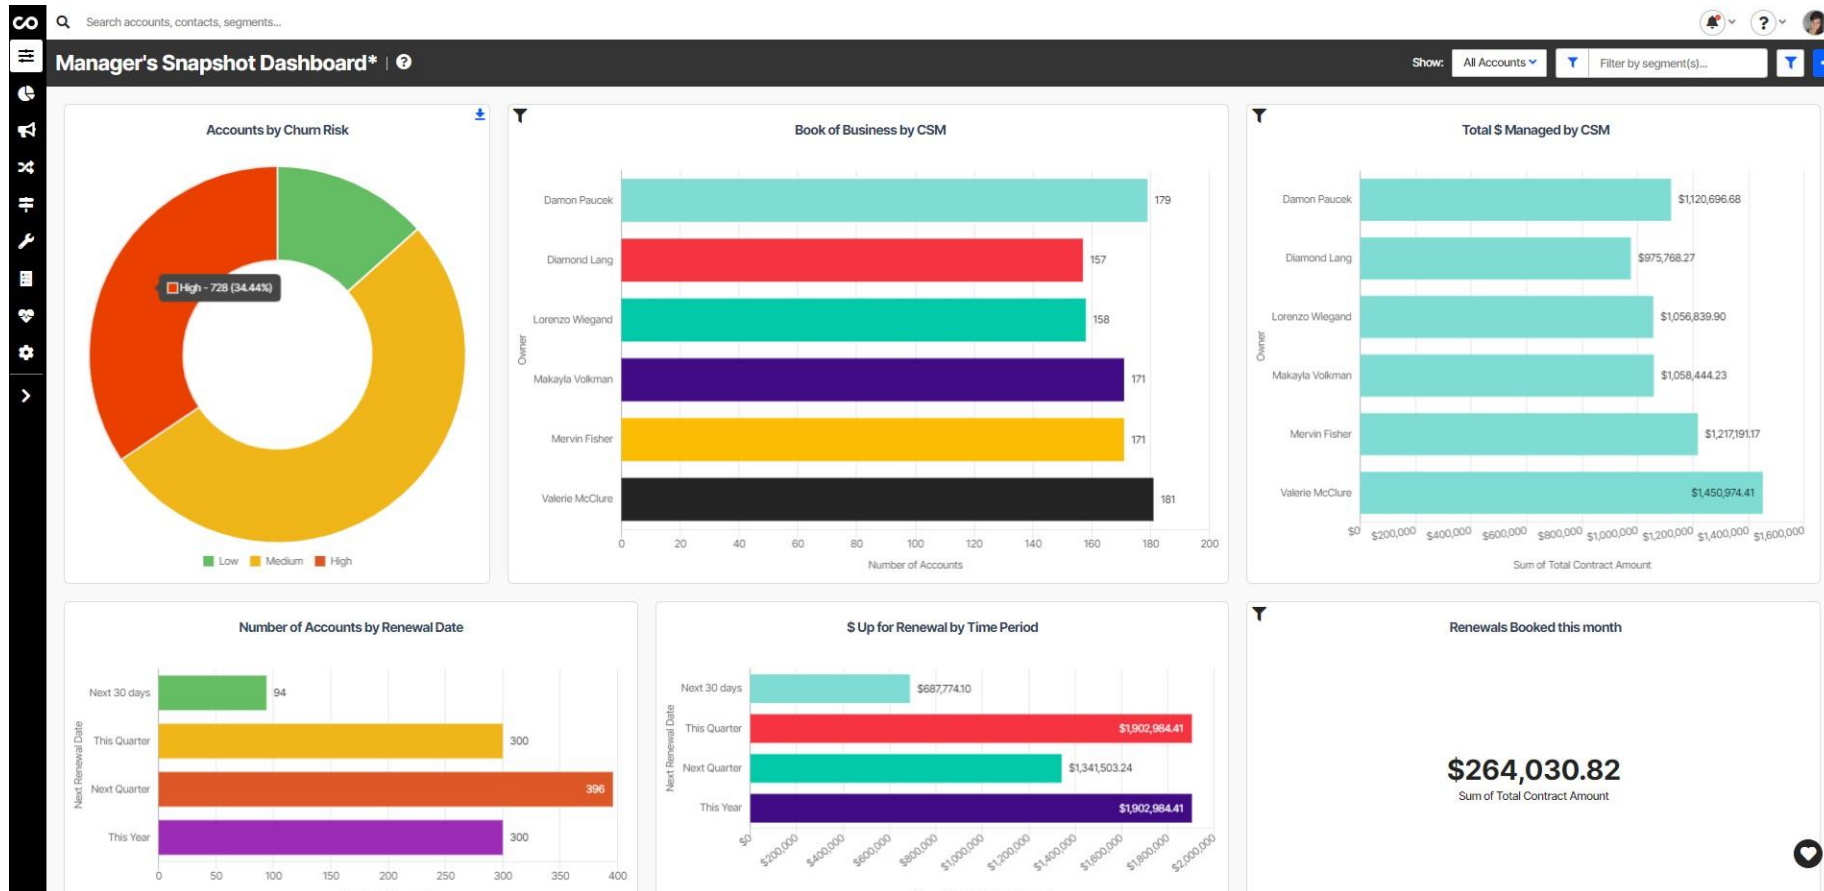 Search accounts, contacts, segments...
Manager's Snapshot Dashboard* | ?
Show:
All Accounts
Filter by segment(s)...
Accounts by Churn Risk
High - 728 (34.44%)
Low
Medium
High
Book of Business by CSM
Owner
Damon Paucek
179
Diamond Lang
157
Lorenzo Wiegand
158
Makayla Volkman
171
Mervin Fisher
171
Valerie McClure
181
0 20 40 60 80 100 120 140 160 180 200
Number of Accounts
Total $ Managed by CSM
Owner
Damon Paucek
$1,120,696.68
Diamond Lang
$975,768.27
Lorenzo Wiegand
$1,056,839.90
Makayla Volkman
$1,058,444.23
Mervin Fisher
$1,217,191.17
Valerie McClure
$1,450,974.41
$0 $200,000 $400,000 $600,000 $800,000 $1,000,000 $1,200,000 $1,400,000 $1,600,000
Sum of Total Contract Amount
Number of Accounts by Renewal Date
Next Renewal Date
Next 30 days
94
This Quarter
300
Next Quarter
396
This Year
300
0 50 100 150 200 250 300 350 400
$ Up for Renewal by Time Period
Next Renewal Date
Next 30 days
$687,774.10
This Quarter
$1,902,984.41
Next Quarter
$1,341,503.24
This Year
$1,902,984.41
$0 $200,000 $400,000 $600,000 $800,000 $1,000,000 $1,200,000 $1,400,000 $1,600,000 $1,800,000 $2,000,000
Renewals Booked this month
$264,030.82
Sum of Total Contract Amount